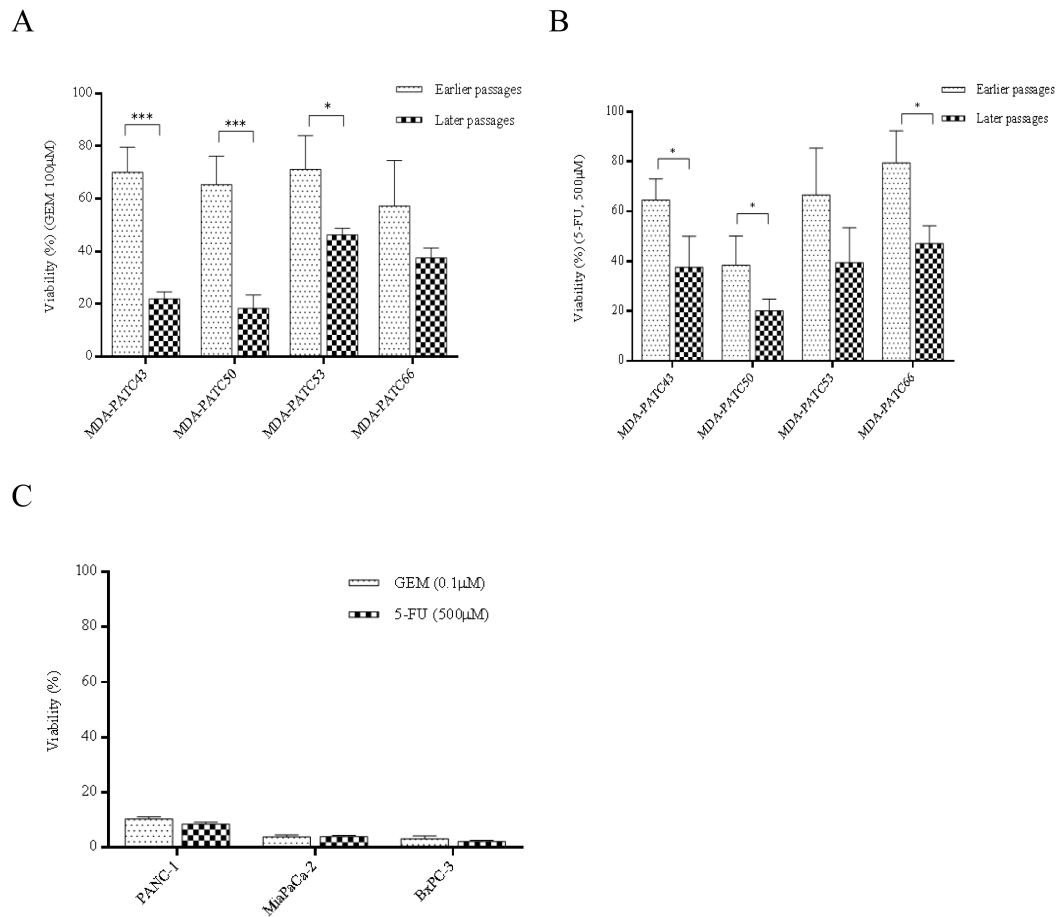 A
Earlier passages
Later passages
Viability (%) (GEM 100µM)
100
80
60
40
20
0
***
***
*
MDA-PATC43
MDA-PATC50
MDA-PATC53
MDA-PATC66
B
Earlier passages
Later passages
Viability (%) (5-FU, 500µM)
100
80
60
40
20
0
*
*
*
MDA-PATC43
MDA-PATC50
MDA-PATC53
MDA-PATC66
C
GEM (0.1µM)
5-FU (500µM)
Viability (%)
100
80
60
40
20
0
PANC-1
MiaPaCa-2
BxPC-3